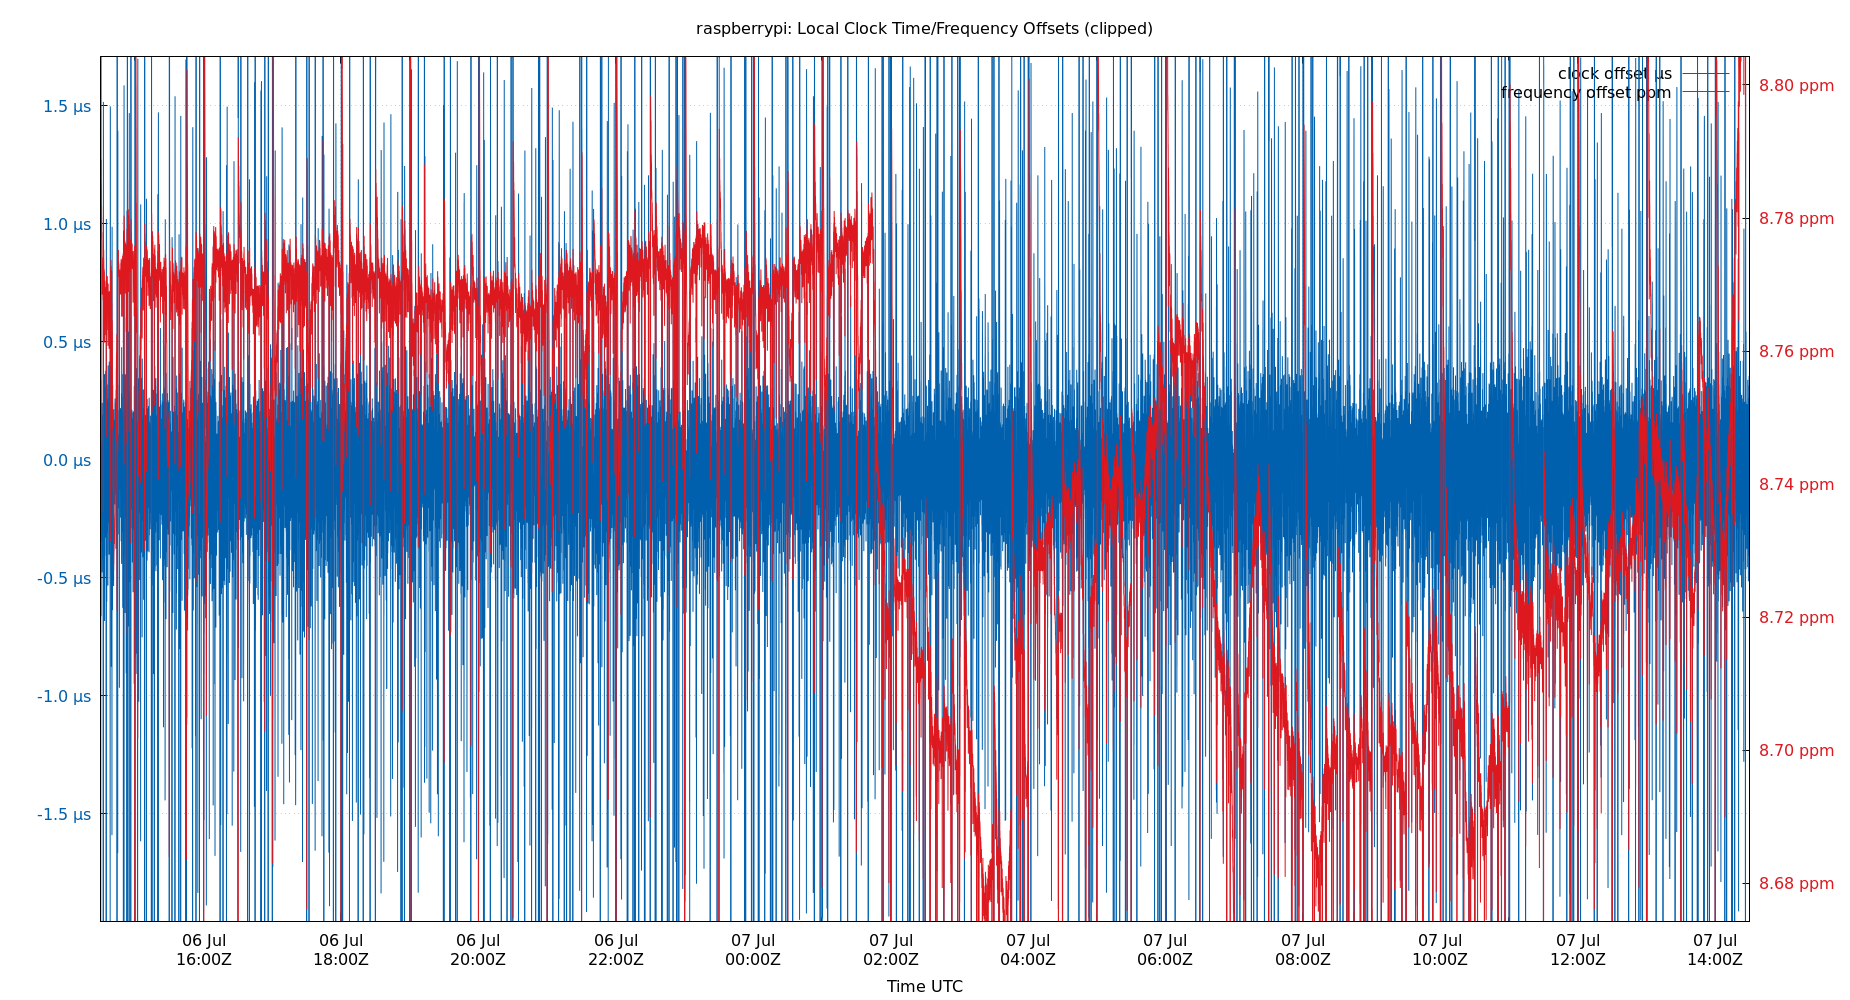 raspberrypi: Local Clock Time/Frequency Offsets (clipped)
clock offset µs
frequency offset ppm
1.5 µs
1.0 µs
0.5 µs
0.0 µs
-0.5 µs
-1.0 µs
-1.5 µs
8.80 ppm
8.78 ppm
8.76 ppm
8.74 ppm
8.72 ppm
8.70 ppm
8.68 ppm
06 Jul 06 Jul 06 Jul 06 Jul 07 Jul 07 Jul 07 Jul 07 Jul 07 Jul 07 Jul 07 Jul 07 Jul
16:00Z 18:00Z 20:00Z 22:00Z 00:00Z 02:00Z 04:00Z 06:00Z 08:00Z 10:00Z 12:00Z 14:00Z
Time UTC